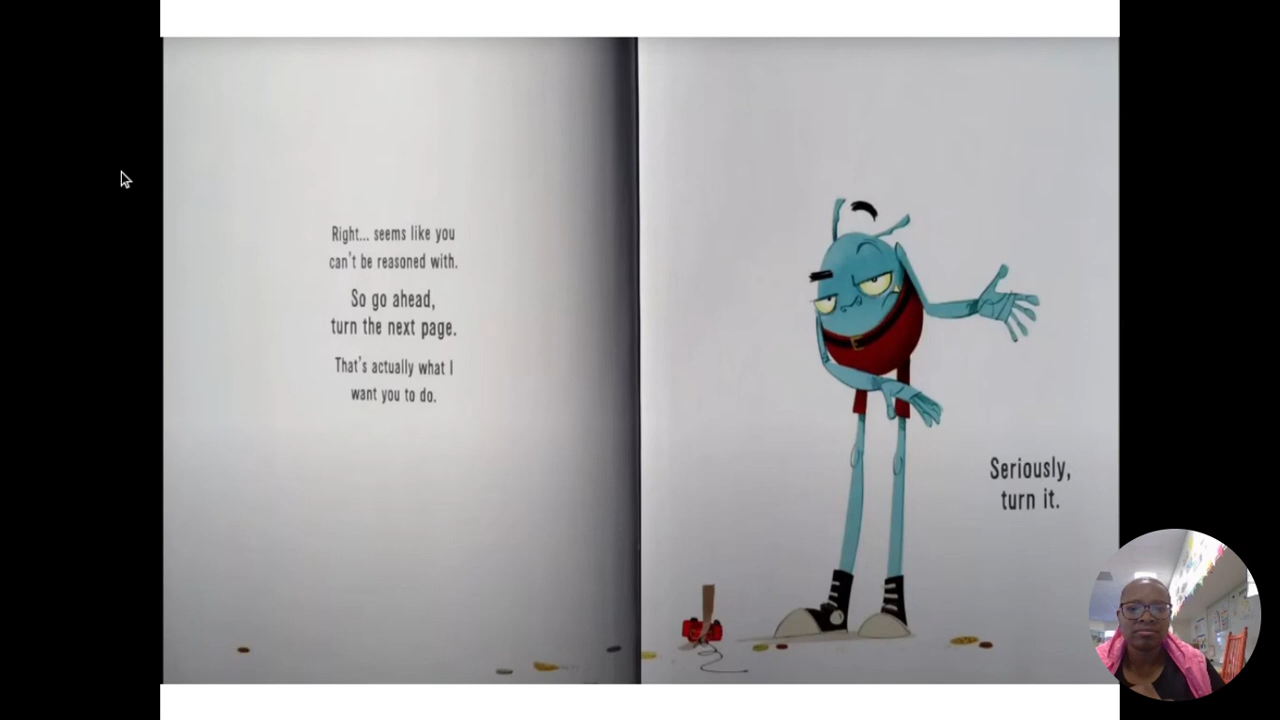 Right... seems like you
can't be reasoned with.
So go ahead,
turn the next page.
That's actually what I
want you to do.
Seriously,
turn it.